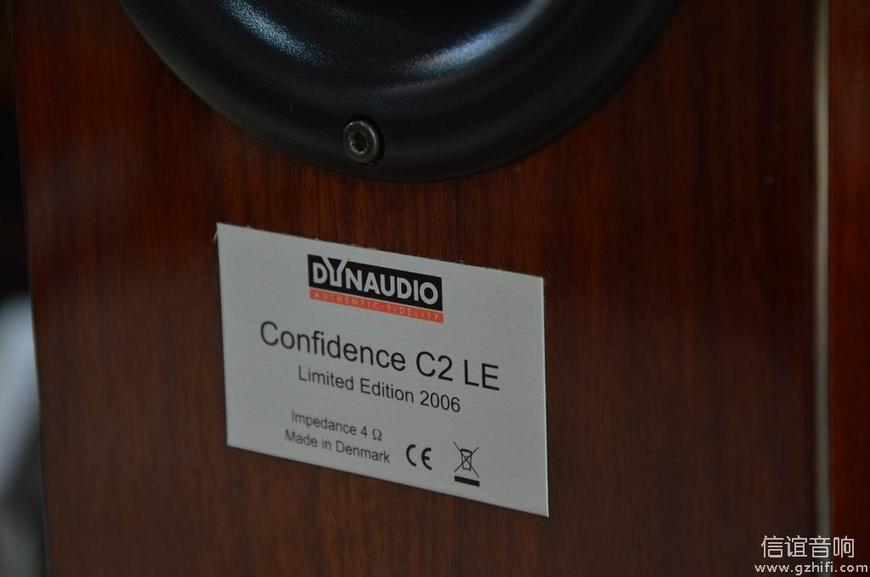 DYNAUDIO
AUTHENTIC FIDELITY
Confidence C2 LE
Limited Edition 2006
Impedance 4 Ω
Made in Denmark CE
信谊音响
www.gzhifi.com